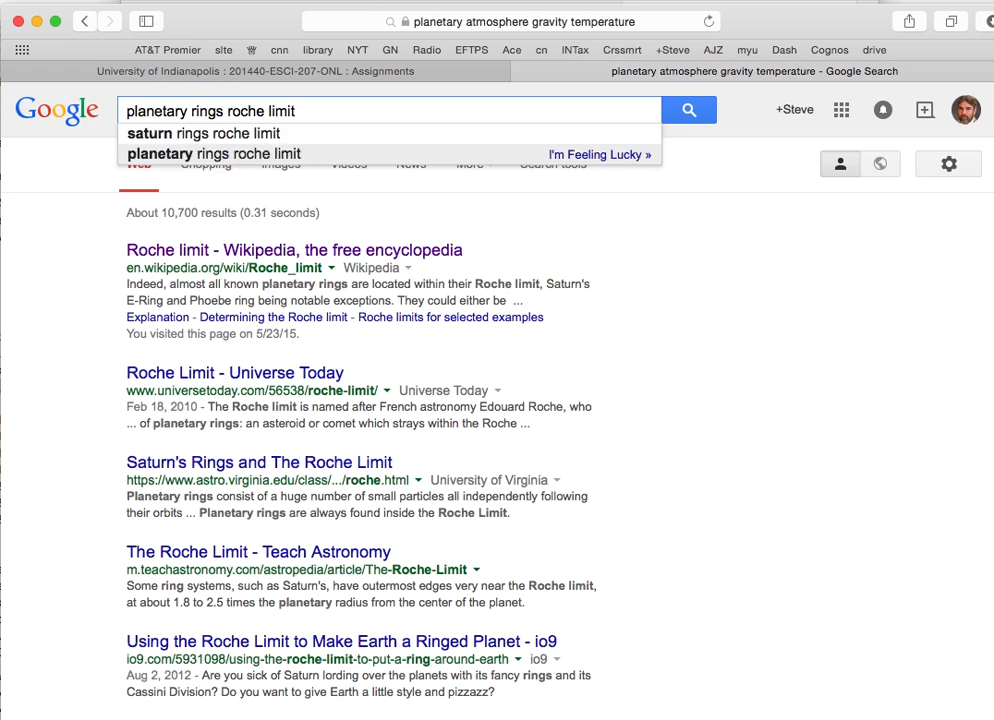 planetary atmosphere gravity temperature
AT&T Premier site cnn library NYT GN Radio EFTPS Ace cn INTax Crssmrt +Steve AJZ myu Dash Cognos drive
University of Indianapolis : 201440-ESCI-207-ONL : Assignments
planetary atmosphere gravity temperature - Google Search
Google
planetary rings roche limit
+Steve
saturn rings roche limit
planetary rings roche limit
I'm Feeling Lucky »
Web Shopping Images Videos News More Search tools
About 10,700 results (0.31 seconds)
Roche limit - Wikipedia, the free encyclopedia
en.wikipedia.org/wiki/Roche_limit Wikipedia
Indeed, almost all known planetary rings are located within their Roche limit, Saturn's
E-Ring and Phoebe ring being notable exceptions. They could either be ...
Explanation - Determining the Roche limit - Roche limits for selected examples
You visited this page on 5/23/15.
Roche Limit - Universe Today
www.universetoday.com/56538/roche-limit/ Universe Today
Feb 18, 2010 - The Roche limit is named after French astronomy Edouard Roche, who
... of planetary rings: an asteroid or comet which strays within the Roche ...
Saturn's Rings and The Roche Limit
https://www.astro.virginia.edu/class/.../roche.html University of Virginia
Planetary rings consist of a huge number of small particles all independently following
their orbits ... Planetary rings are always found inside the Roche Limit.
The Roche Limit - Teach Astronomy
m.teachastronomy.com/astropedia/article/The-Roche-Limit
Some ring systems, such as Saturn's, have outermost edges very near the Roche limit,
at about 1.8 to 2.5 times the planetary radius from the center of the planet.
Using the Roche Limit to Make Earth a Ringed Planet - io9
io9.com/5931098/using-the-roche-limit-to-put-a-ring-around-earth io9
Aug 2, 2012 - Are you sick of Saturn lording over the planets with its fancy rings and its
Cassini Division? Do you want to give Earth a little style and pizzazz?